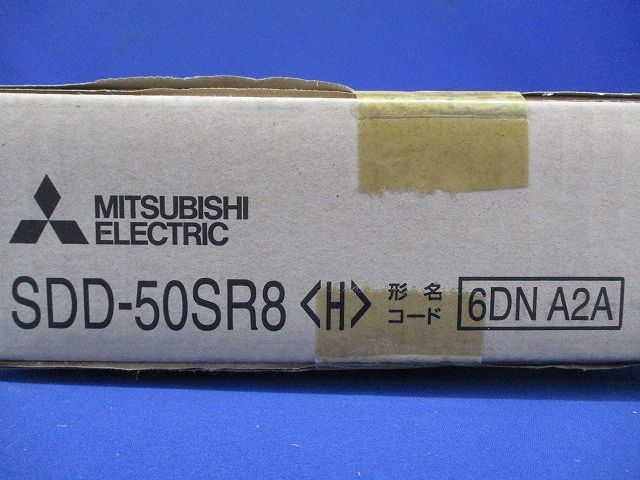 MITSUBISHI
ELECTRIC
SDD-50SR8 〈H〉 形名コード 6DN A2A